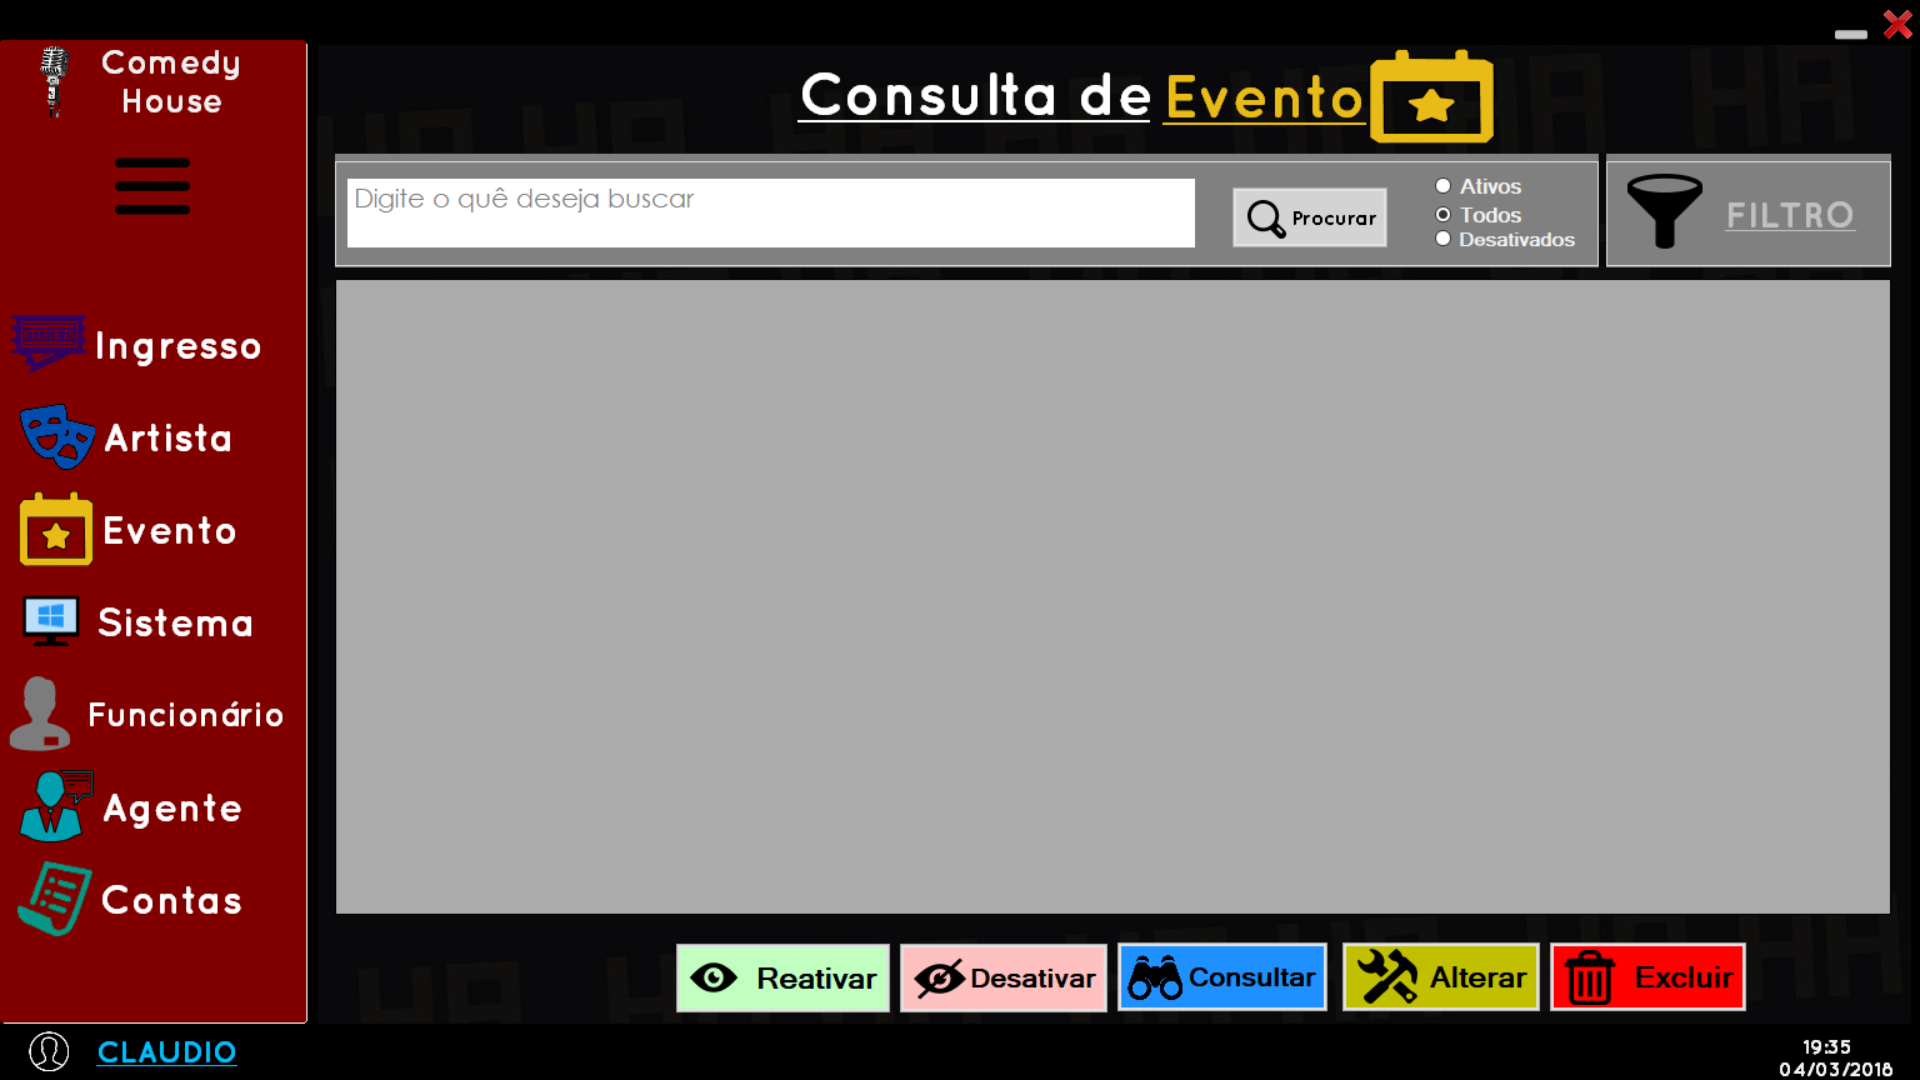 Comedy
House
Consulta de Evento
Digite o quê deseja buscar
Procurar
Ativos
Todos
Desativados
FILTRO
Ingresso
Artista
Evento
Sistema
Funcionário
Agente
Contas
Reativar
Desativar
Consultar
Alterar
Excluir
CLAUDIO
19:35
04/03/2018